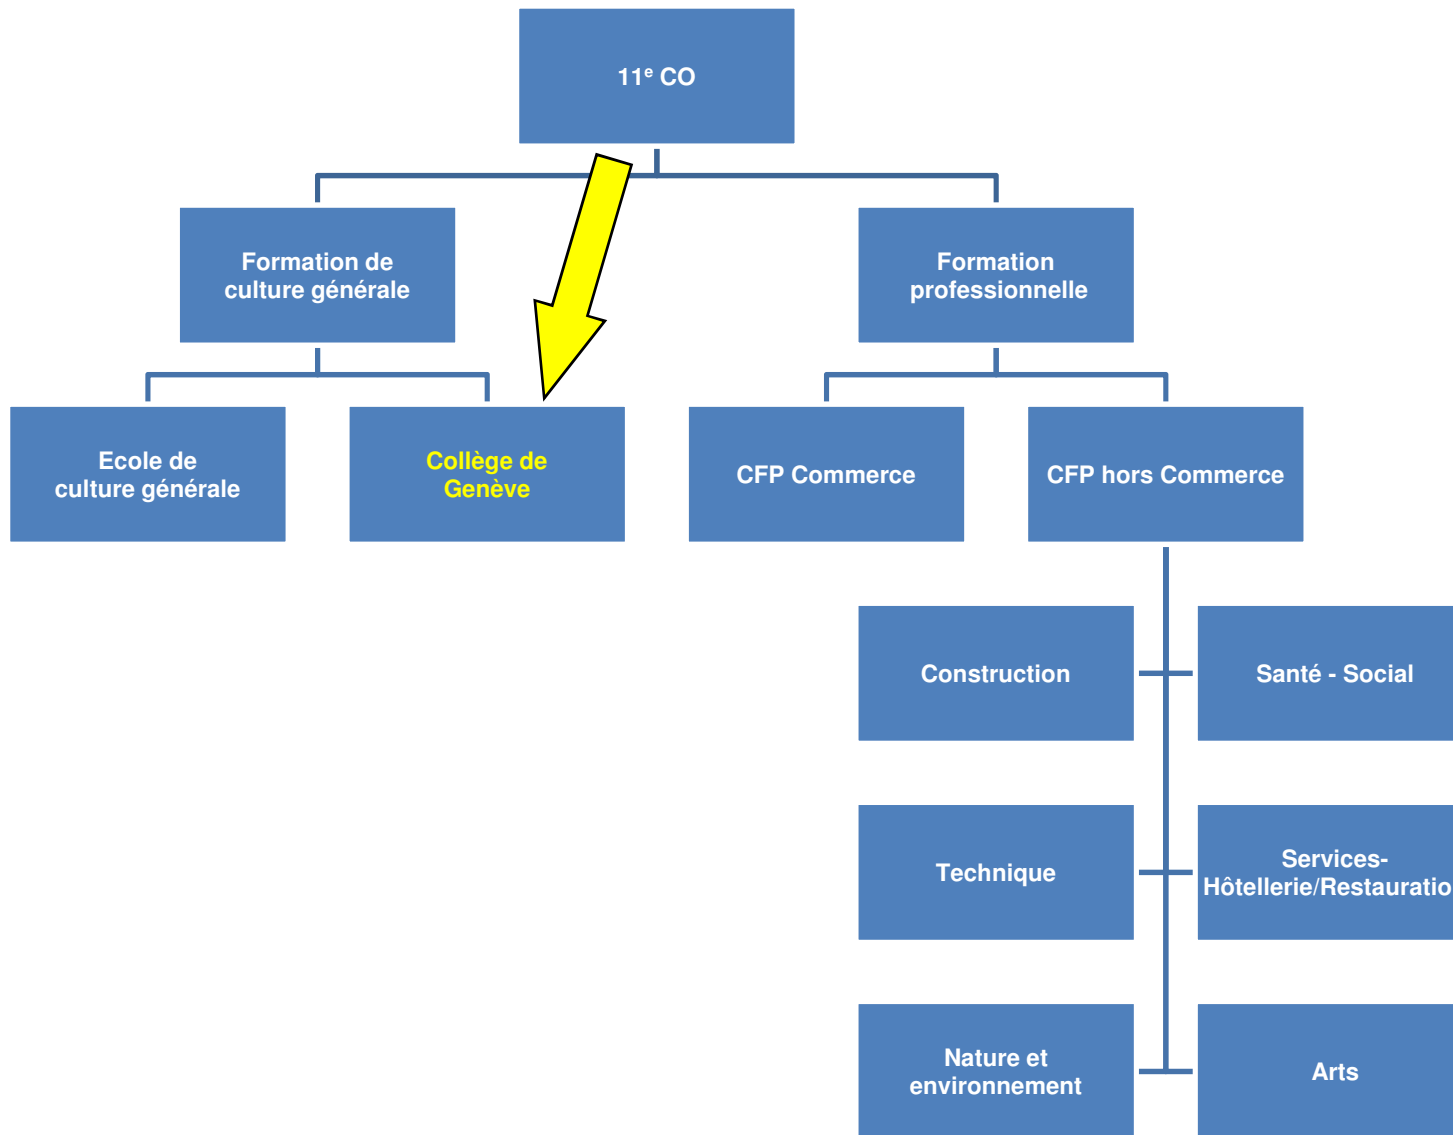 11ᵉ CO
Formation de
culture générale
Formation
professionnelle
Ecole de
culture générale
Collège de
Genève
CFP Commerce
CFP hors Commerce
Construction
Santé - Social
Technique
Services-
Hôtellerie/Restauratio
Nature et
environnement
Arts